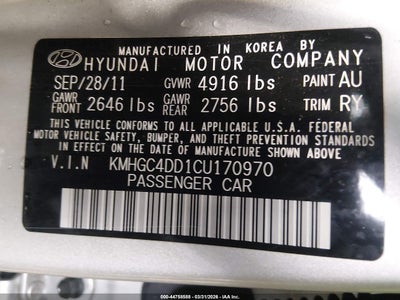 MANUFACTURED IN KOREA BY
HYUNDAI MOTOR COMPANY
SEP/28/11 GVWR 4916 lbs PAINT AU
GAWR FRONT 2646 lbs GAWR REAR 2756 lbs TRIM RY
THIS VEHICLE CONFORMS TO ALL APPLICABLE U.S.A. FEDERAL
MOTOR VEHICLE SAFETY, BUMPER, AND THEFT PREVENTION STANDARDS
IN EFFECT ON THE DATE OF MANUFACTURE SHOWN ABOVE.
V.I.N KMHGC4DD1CU170970
PASSENGER CAR
000-44758588 - 03/31/2026 - IAA Inc.